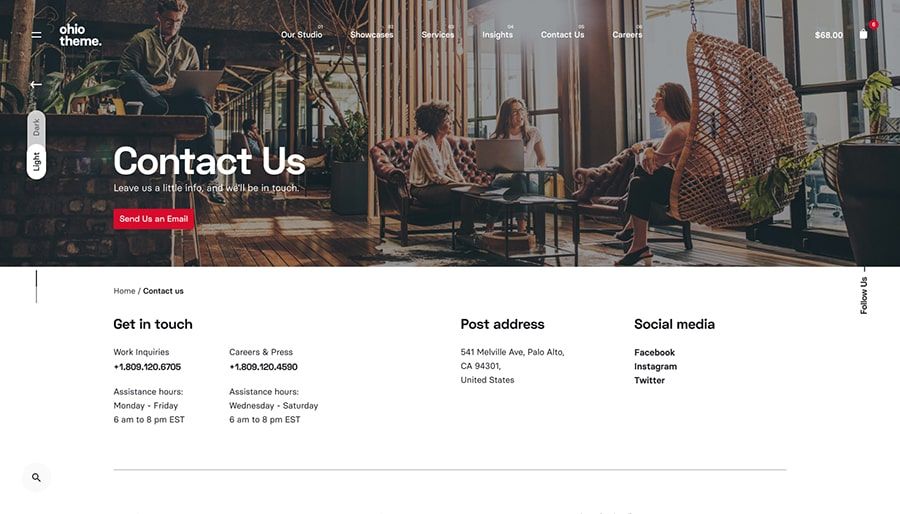 ohio
theme.
01
Our Studio
02
Showcases
03
Services
04
Insights
05
Contact Us
06
Careers
$68.00
6
Dark
Light
Contact Us
Leave us a little info, and we'll be in touch.
Send Us an Email
Follow Us
Home / Contact us
Get in touch
Work Inquiries
+1.809.120.6705
Assistance hours:
Monday - Friday
6 am to 8 pm EST
Careers & Press
+1.809.120.4590
Assistance hours:
Wednesday - Saturday
6 am to 8 pm EST
Post address
541 Melville Ave, Palo Alto,
CA 94301,
United States
Social media
Facebook
Instagram
Twitter